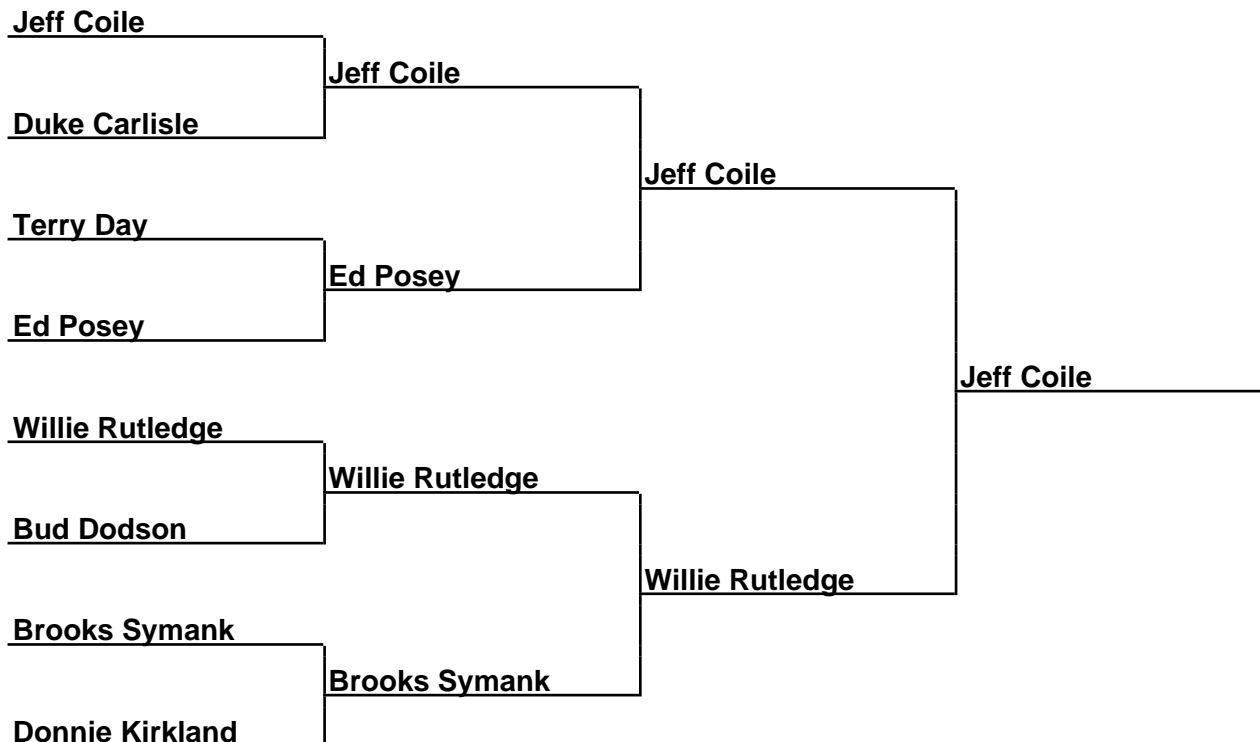 Jeff Coile
Jeff Coile
Duke Carlisle
Jeff Coile
Terry Day
Ed Posey
Ed Posey
Jeff Coile
Willie Rutledge
Willie Rutledge
Bud Dodson
Willie Rutledge
Brooks Symank
Brooks Symank
Donnie Kirkland